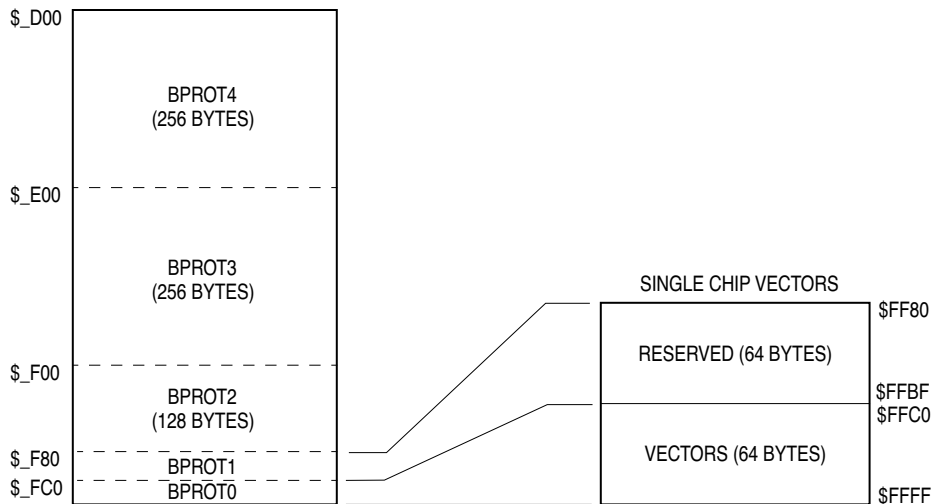 $_D00
BPROT4
(256 BYTES)
$_E00
BPROT3
(256 BYTES)
$_F00
BPROT2
(128 BYTES)
$_F80
BPROT1
$_FC0
BPROT0
SINGLE CHIP VECTORS
$FF80
RESERVED (64 BYTES)
$FFBF
$FFC0
VECTORS (64 BYTES)
$FFFF